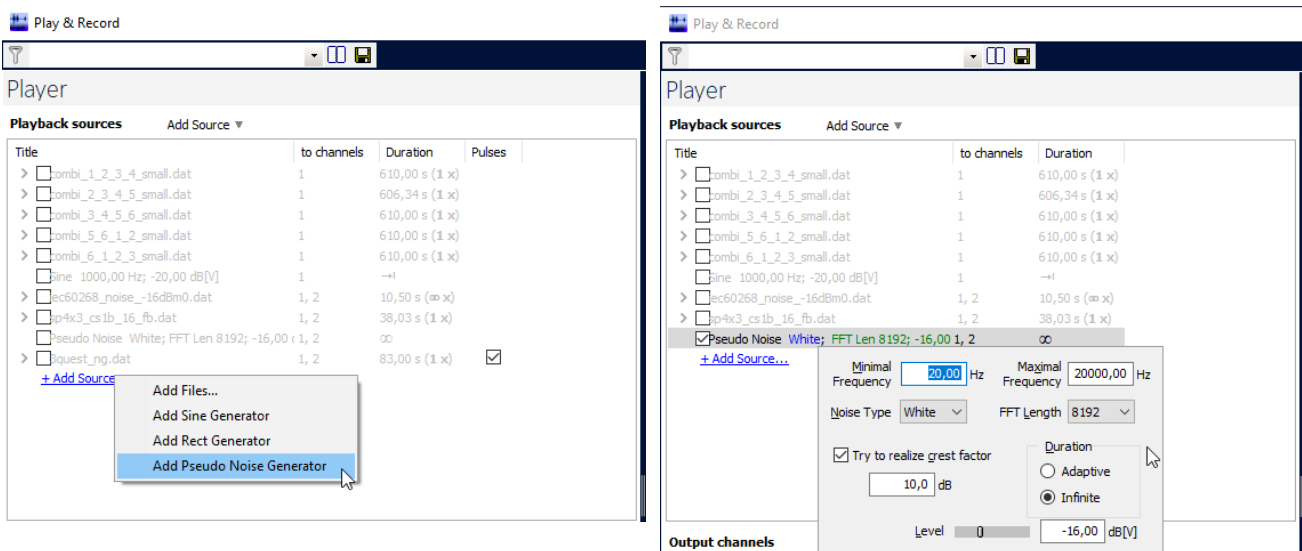 Play & Record
Player
Playback sources Add Source ▼
Title to channels Duration Pulses
combi_1_2_3_4_small.dat 1 610,00 s (1 x)
combi_2_3_4_5_small.dat 1 606,34 s (1 x)
combi_3_4_5_6_small.dat 1 610,00 s (1 x)
combi_5_6_1_2_small.dat 1 610,00 s (1 x)
combi_6_1_2_3_small.dat 1 610,00 s (1 x)
Sine 1000,00 Hz; -20,00 dB[V] 1
iec60268_noise_-16dBm0.dat 1, 2 10,50 s (∞ x)
sp4x3_cs1b_16_fb.dat 1, 2 38,03 s (1 x)
Pseudo Noise White; FFT Len 8192; -16,00 1, 2 ∞
3quest_ng.dat 1, 2 83,00 s (1 x)
+ Add Source
Add Files...
Add Sine Generator
Add Rect Generator
Add Pseudo Noise Generator
Play & Record
Player
Playback sources Add Source ▼
Title to channels Duration
combi_1_2_3_4_small.dat 1 610,00 s (1 x)
combi_2_3_4_5_small.dat 1 606,34 s (1 x)
combi_3_4_5_6_small.dat 1 610,00 s (1 x)
combi_5_6_1_2_small.dat 1 610,00 s (1 x)
combi_6_1_2_3_small.dat 1 610,00 s (1 x)
Sine 1000,00 Hz; -20,00 dB[V] 1
iec60268_noise_-16dBm0.dat 1, 2 10,50 s (∞ x)
sp4x3_cs1b_16_fb.dat 1, 2 38,03 s (1 x)
Pseudo Noise White; FFT Len 8192; -16,00 1, 2 ∞
+ Add Source...
Minimal Frequency 20,00 Hz Maximal Frequency 20000,00 Hz
Noise Type White FFT Length 8192
Try to realize crest factor
10,0 dB
Duration
Adaptive
Infinite
Level -16,00 dB[V]
Output channels